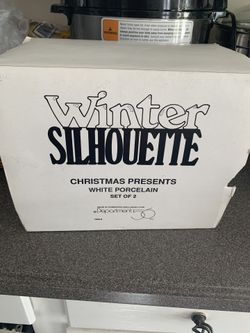 Winter
SILHOUETTE
CHRISTMAS PRESENTS
WHITE PORCELAIN
SET OF 2
Department 56